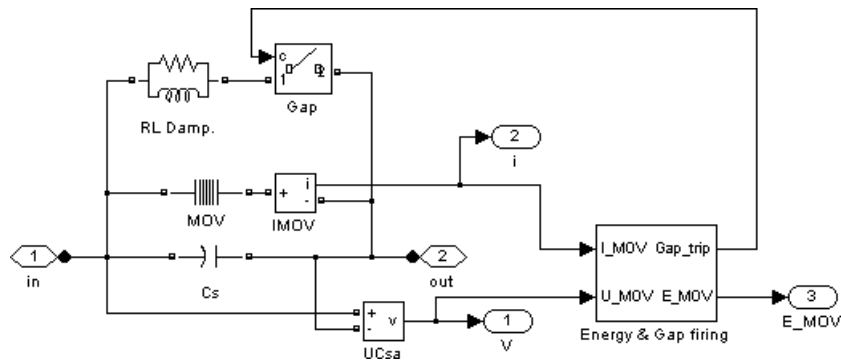 c
1
2
Gap
RL Damp.
2
i
MOV
+
i
-
IMOV
I_MOV Gap_trip
U_MOV E_MOV
Energy & Gap firing
1
in
Cs
2
out
3
E_MOV
+
-
v
UCsa
1
V